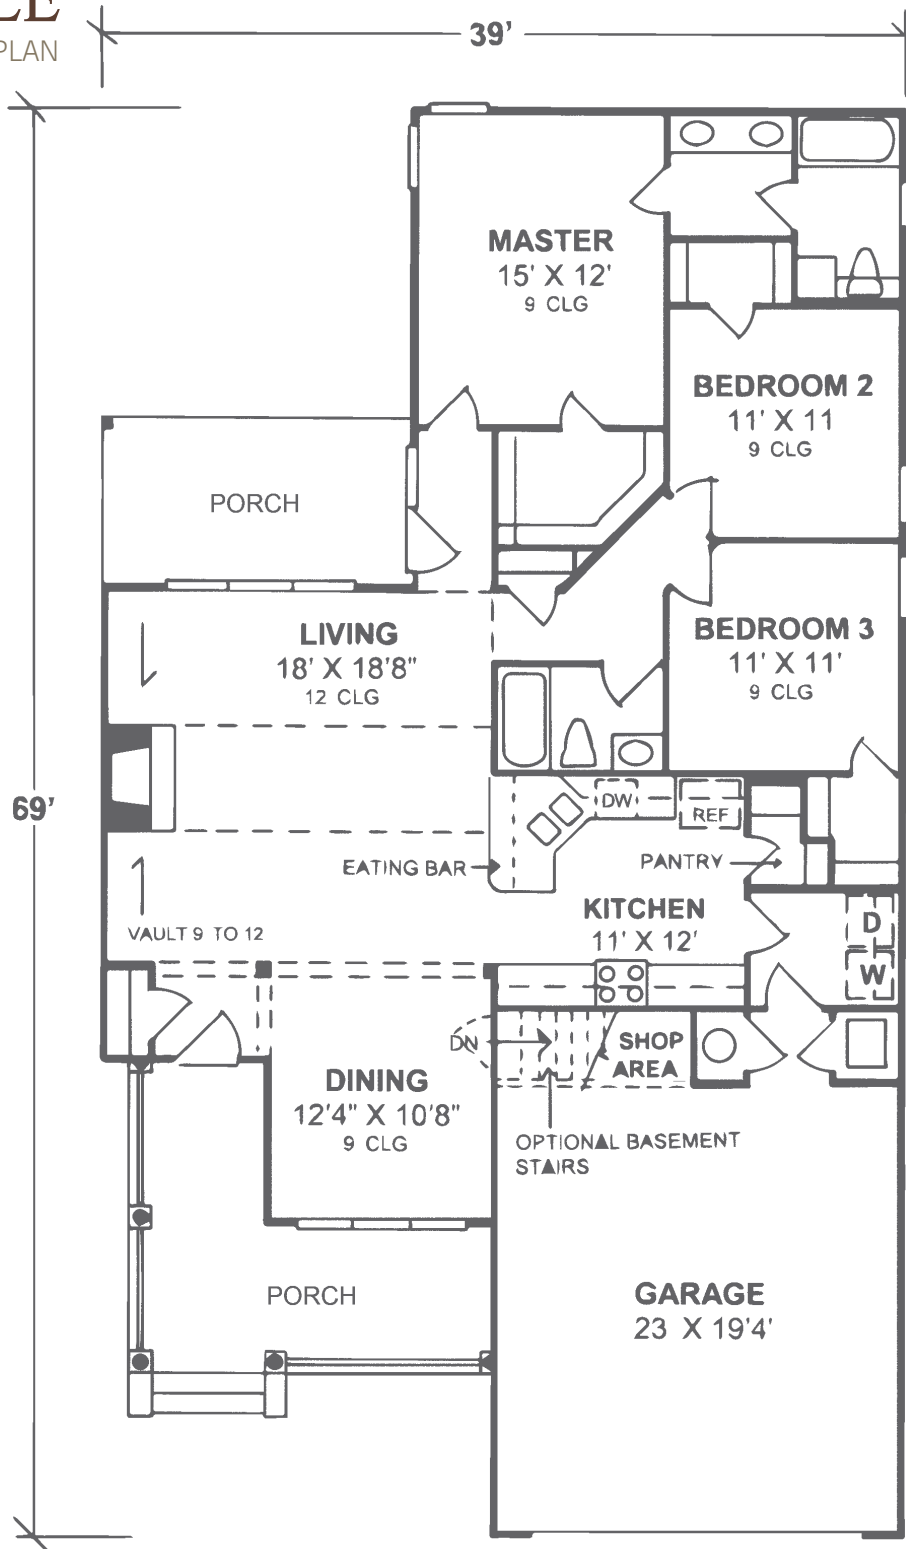 PLAN
39'
69'
MASTER
15' X 12'
9 CLG
BEDROOM 2
11' X 11
9 CLG
PORCH
LIVING
18' X 18'8"
12 CLG
BEDROOM 3
11' X 11'
9 CLG
DW
REF
EATING BAR
PANTRY
KITCHEN
11' X 12'
D
W
VAULT 9 TO 12
DN
SHOP
AREA
DINING
12'4" X 10'8"
9 CLG
OPTIONAL BASEMENT
STAIRS
PORCH
GARAGE
23 X 19'4'